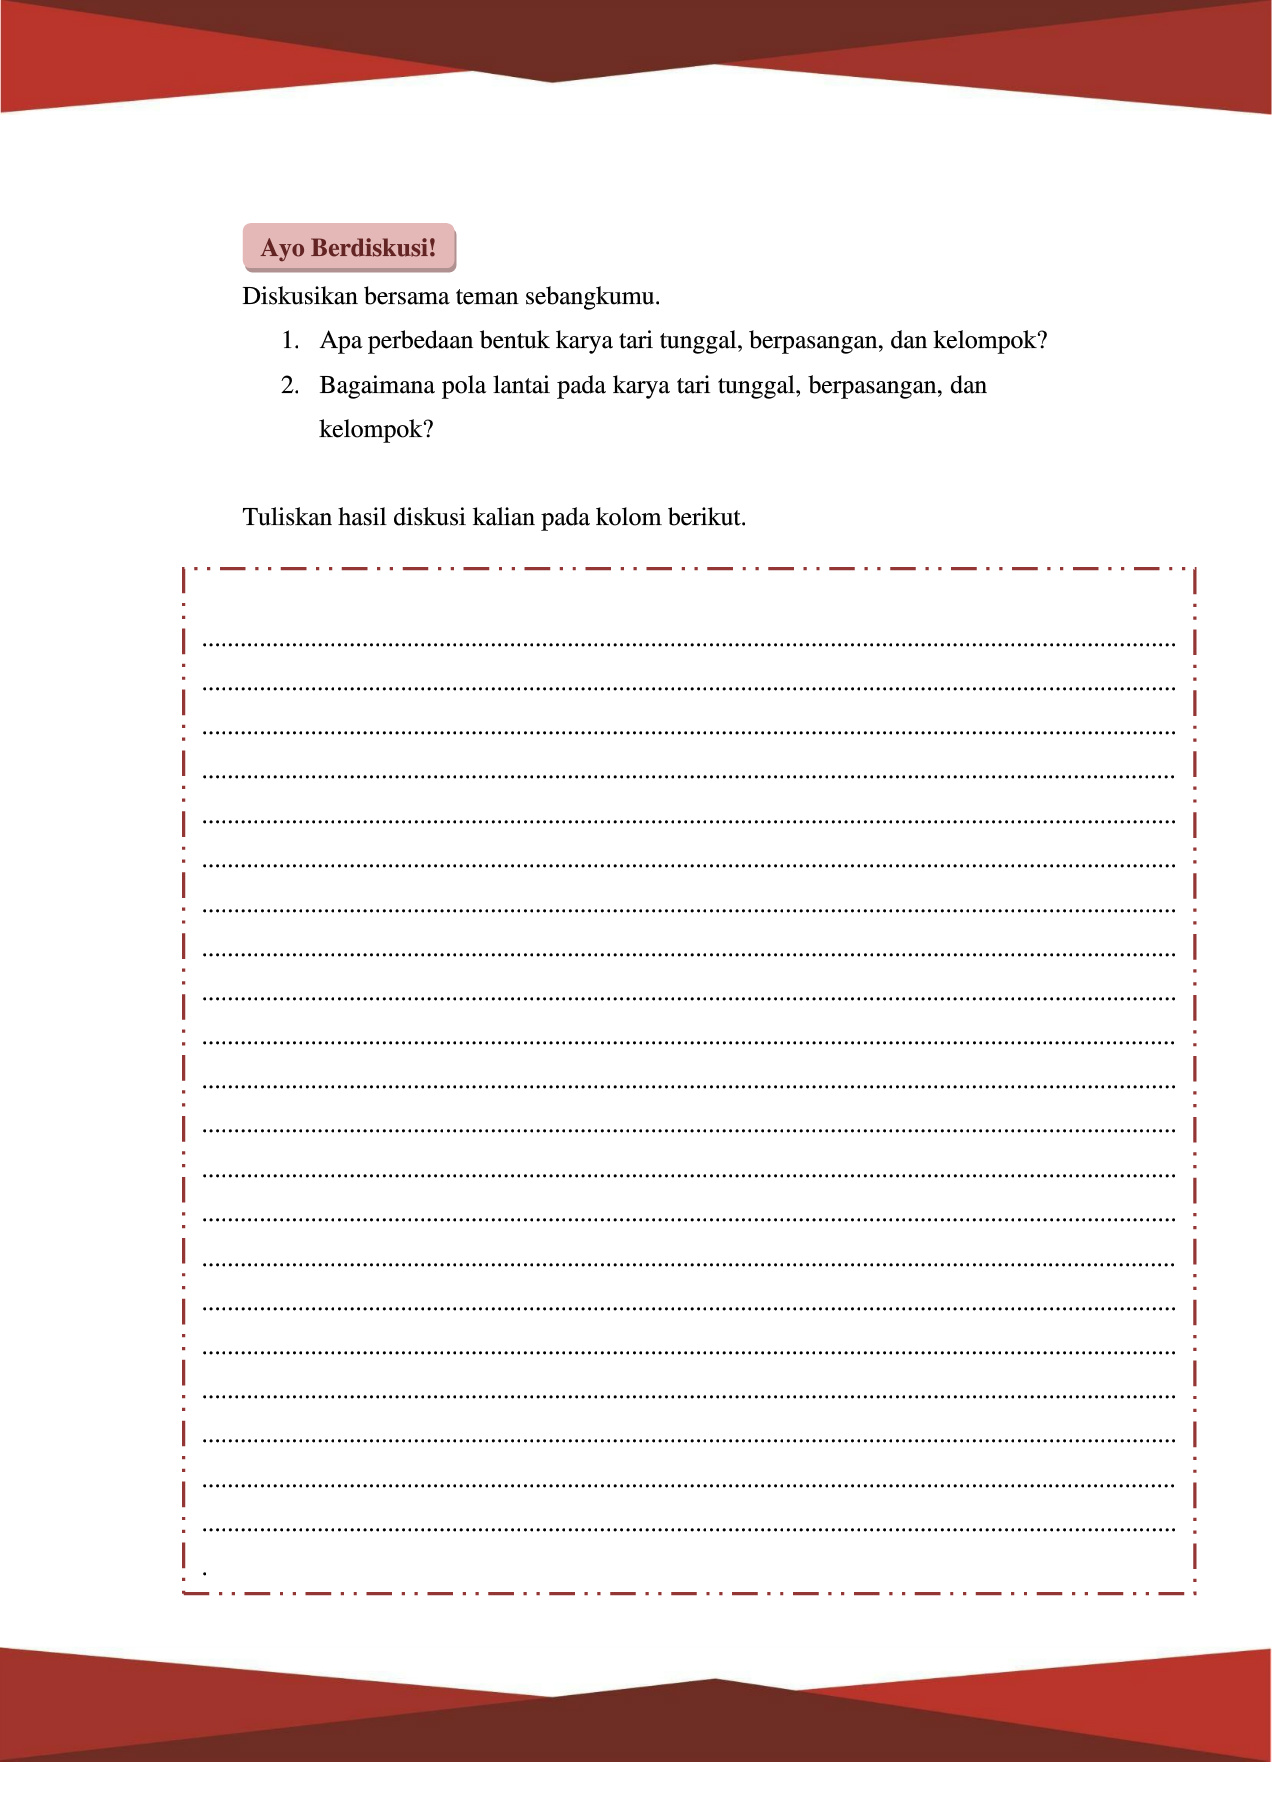 Ayo Berdiskusi!
Diskusikan bersama teman sebangkumu.
1. Apa perbedaan bentuk karya tari tunggal, berpasangan, dan kelompok?
2. Bagaimana pola lantai pada karya tari tunggal, berpasangan, dan
kelompok?
Tuliskan hasil diskusi kalian pada kolom berikut.